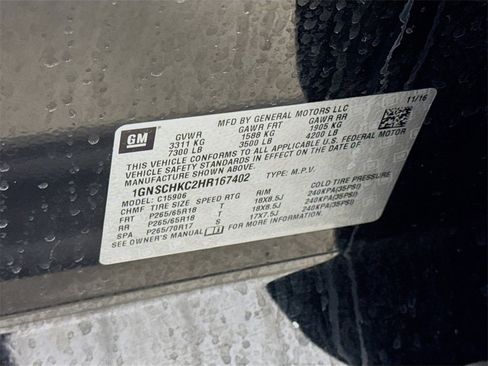 GM
MFD BY GENERAL MOTORS LLC
11/16
GVWR GAWR FRT GAWR RR
3311 KG 1588 KG 1905 KG
7300 LB 3500 LB 4200 LB
THIS VEHICLE CONFORMS TO ALL APPLICABLE U.S. FEDERAL MOTOR
VEHICLE SAFETY STANDARDS IN EFFECT ON THE DATE OF
MANUFACTURE SHOWN ABOVE.
1GNSCHKC2HR167402 TYPE: M.P.V.
MODEL: C15906
CHMF TIRE SIZE SPEED RTG RIM COLD TIRE PRESSURE
FRT P265/65R18 T 18X8.5J 240KPA(35PSI)
RR P265/65R18 T 18X8.5J 240KPA(35PSI)
SPA P265/70R17 S 17X7.5J 240KPA(35PSI)
SEE OWNER'S MANUAL FOR MORE INFORMATION.